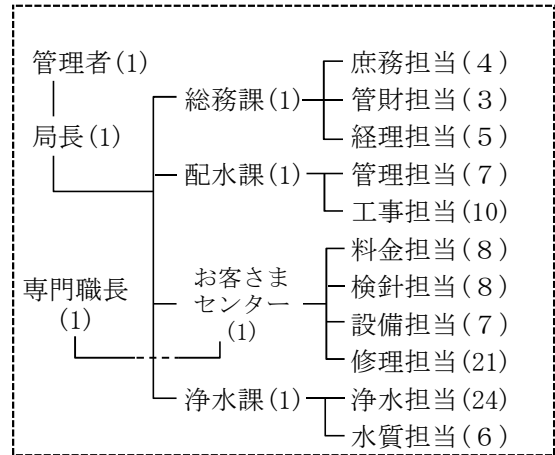 管理者(1)
局長(1)
総務課(1)
庶務担当(4)
管財担当(3)
経理担当(5)
配水課(1)
管理担当(7)
工事担当(10)
専門職長
(1)
お客さま
センター
(1)
料金担当(8)
検針担当(8)
設備担当(7)
修理担当(21)
浄水課(1)
浄水担当(24)
水質担当(6)